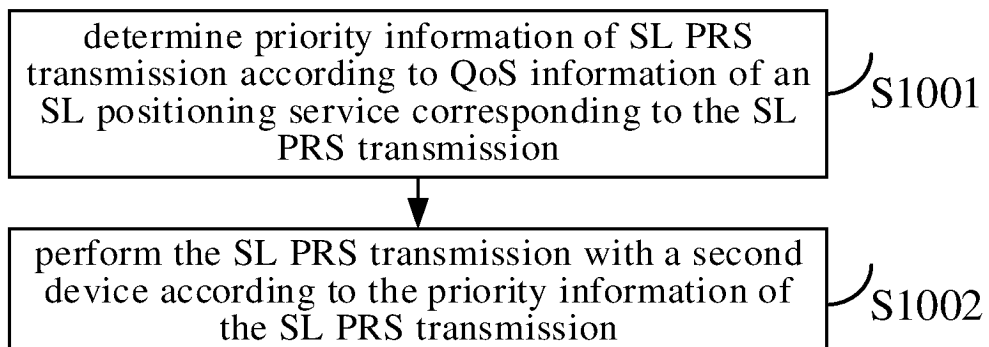 determine priority information of SL PRS
transmission according to QoS information of an
SL positioning service corresponding to the SL
PRS transmission
S1001
perform the SL PRS transmission with a second
device according to the priority information of
the SL PRS transmission
S1002